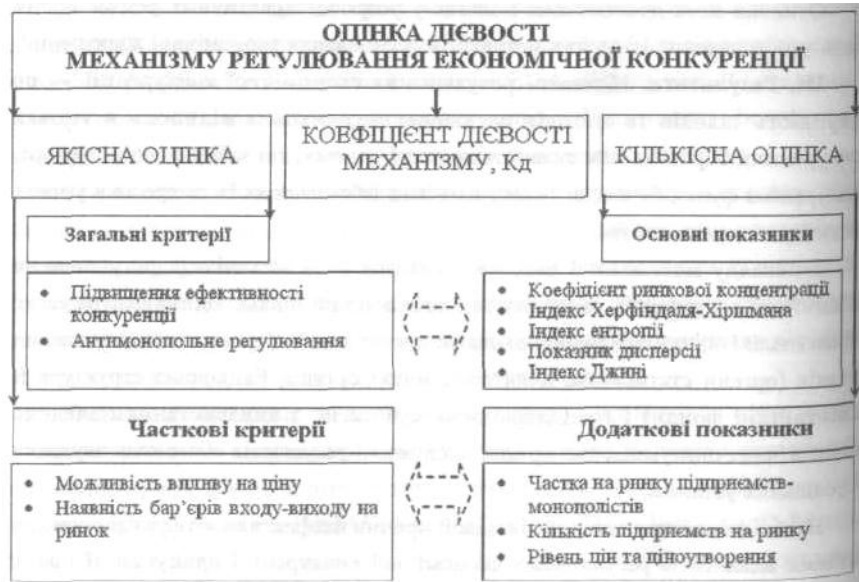 ОЦІНКА ДІЄВОСТІ
МЕХАНІЗМУ РЕГУЛЮВАННЯ ЕКОНОМІЧНОЇ КОНКУРЕНЦІЇ
ЯКІСНА ОЦІНКА
КОЕФІЦІЄНТ ДІЄВОСТІ
МЕХАНІЗМУ, Кд
КІЛЬКІСНА ОЦІНКА
Загальні критерії
Основні показники
• Підвищення ефективності
конкуренції
• Антимонопольне регулювання
• Коефіцієнт ринкової концентрації
• Індекс Херфіндаля-Хіршмана
• Індекс ентропії
• Показник дисперсії
Індекс Джині
Часткові критерії
Додаткові показники
• Можливість впливу на ціну
• Наявність бар’єрів входу-виходу на
ринок
• Частка на ринку підприємств-
монополістів
• Кількість підприємств на ринку
• Рівень цін та ціноутворення